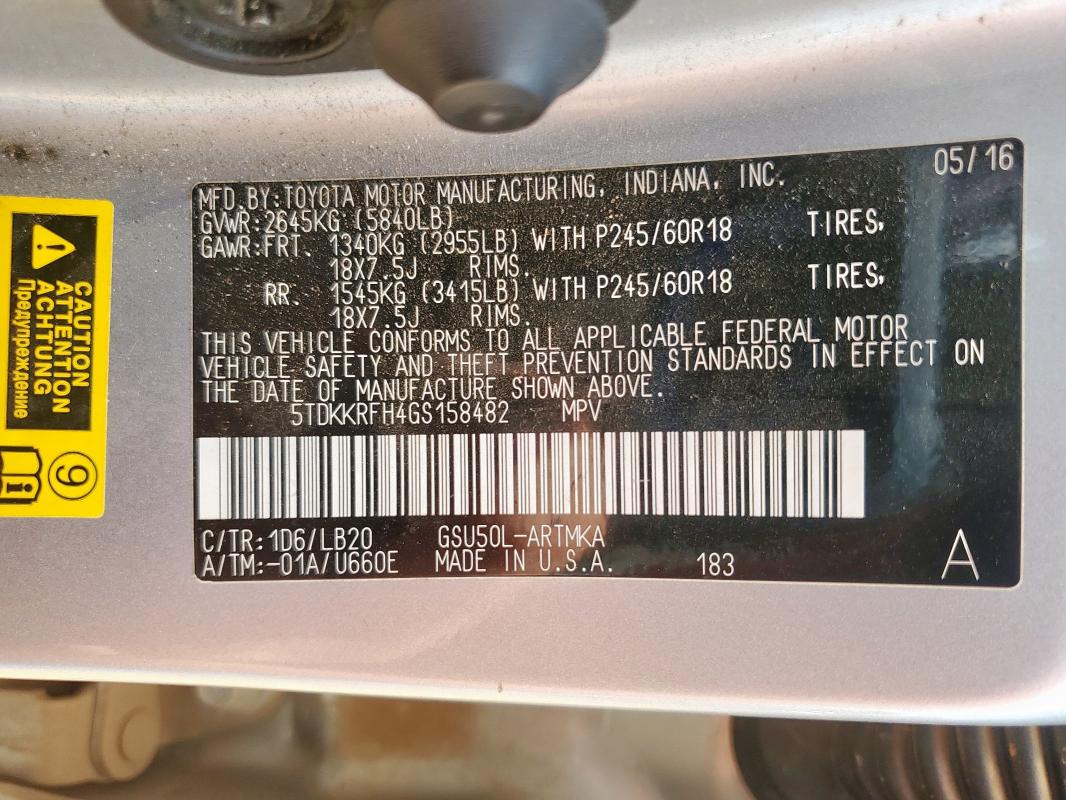 05/16
MFD.BY:TOYOTA MOTOR MANUFACTURING, INDIANA, INC.
GVWR:2645KG (5840LB)
GAWR:FRT. 1340KG (2955LB) WITH P245/60R18 TIRES,
18X7.5J RIMS.
RR. 1545KG (3415LB) WITH P245/60R18 TIRES,
18X7.5J RIMS.
THIS VEHICLE CONFORMS TO ALL APPLICABLE FEDERAL MOTOR
VEHICLE SAFETY AND THEFT PREVENTION STANDARDS IN EFFECT ON
THE DATE OF MANUFACTURE SHOWN ABOVE.
5TDKKRFH4GS158482 MPV
C/TR:1D6/LB20 GSU50L-ARTMKA
A/TM:-01A/U660E MADE IN U.S.A. 183 A
CAUTION
ATTENTION
ACHTUNG
Предупреждение
9